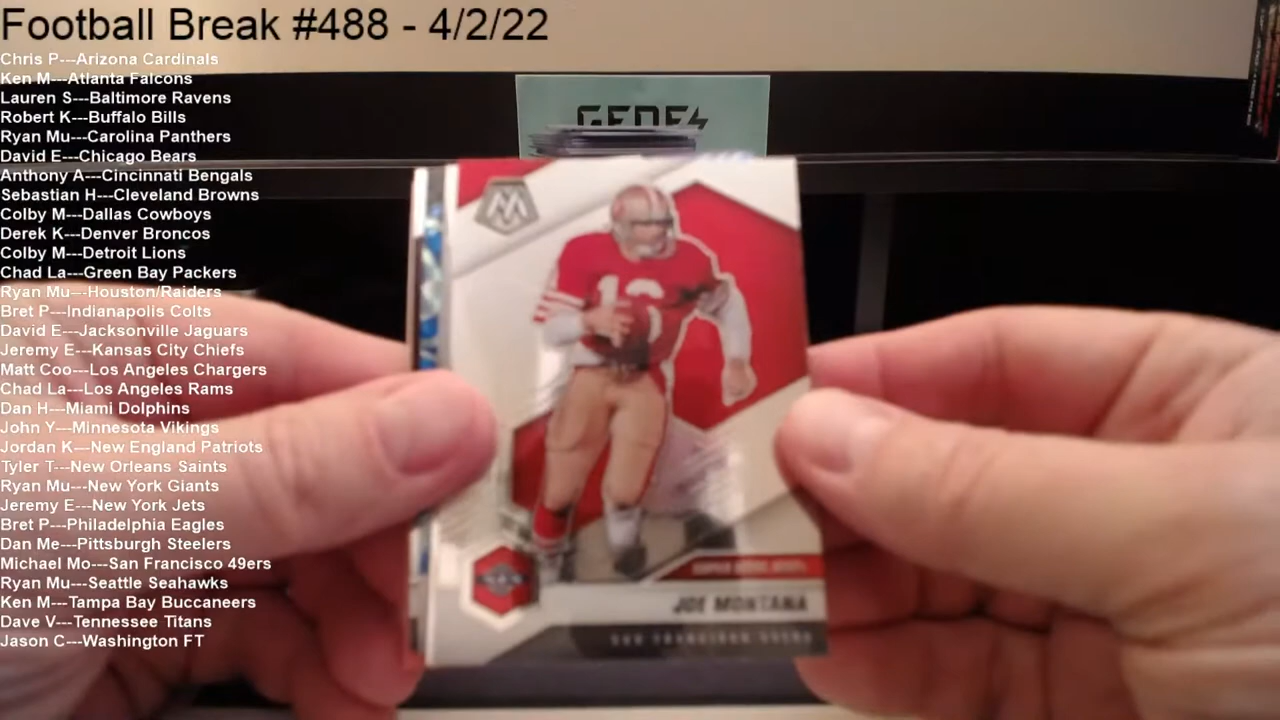 Football Break #488 - 4/2/22
Chris P---Arizona Cardinals
Ken M---Atlanta Falcons
Lauren S---Baltimore Ravens
Robert K---Buffalo Bills
Ryan Mu---Carolina Panthers
David E---Chicago Bears
Anthony A---Cincinnati Bengals
Sebastian H---Cleveland Browns
Colby M---Dallas Cowboys
Derek K---Denver Broncos
Colby M---Detroit Lions
Chad La---Green Bay Packers
Ryan Mu---Houston/Raiders
Bret P---Indianapolis Colts
David E---Jacksonville Jaguars
Jeremy E---Kansas City Chiefs
Matt Coo---Los Angeles Chargers
Chad La---Los Angeles Rams
Dan H---Miami Dolphins
John Y---Minnesota Vikings
Jordan K---New England Patriots
Tyler T---New Orleans Saints
Ryan Mu---New York Giants
Jeremy E---New York Jets
Bret P---Philadelphia Eagles
Dan Me---Pittsburgh Steelers
Michael Mo---San Francisco 49ers
Ryan Mu---Seattle Seahawks
Ken M---Tampa Bay Buccaneers
Dave V---Tennessee Titans
Jason C---Washington FT
M
16
JOE MONTANA
SAN FRANCISCO 49ERS